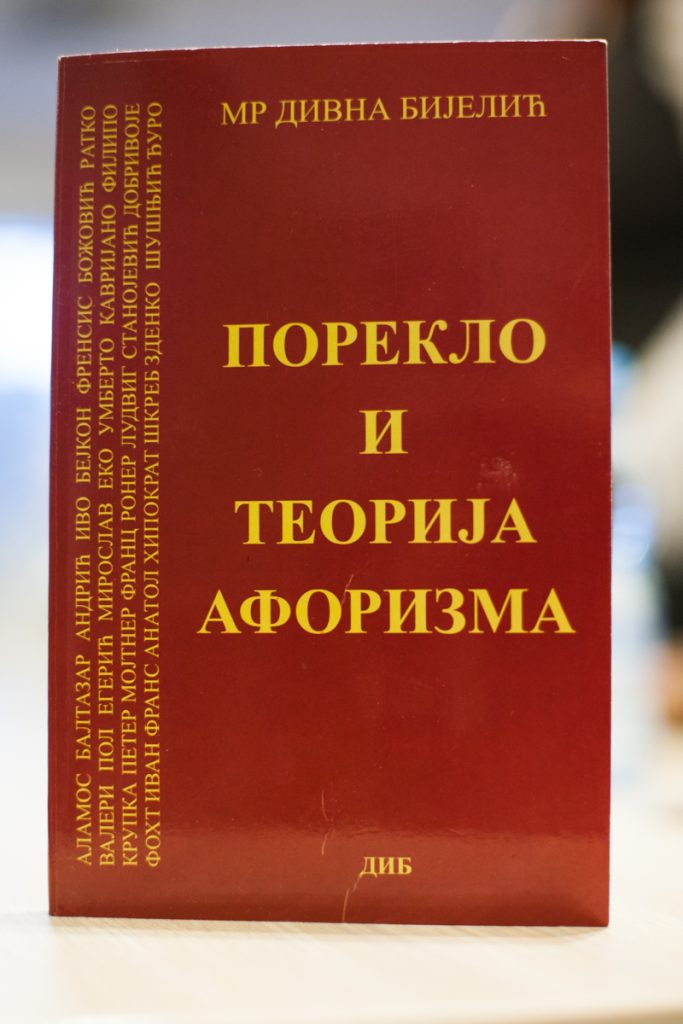 МР ДИВНА БИЈЕЛИЋ
ПОРЕКЛО
И
ТЕОРИЈА
АФОРИЗМА
ДИБ
АЛАМОС БАЛТАЗАР АНДРИЋ ИВО БЕЈКОН ФРЕНСИС БОЖОВИЋ РАТКО
ВАЛЕРИ ПОЛ ЕГЕРИЋ МИРОСЛАВ ЕКО УМБЕРТО КАВРИЈАНО ФИЛИПО
КРУПКА ПЕТЕР МОЈТНЕР ФРАНЦ РОНЕР ЛУДВИГ СТАНОЈЕВИЋ ДОБРИВОЈЕ
ФОХТ ИВАН ФРАНС АНАТОЛ ХИПОКРАТ ШКРЕБ ЗДЕНКО ШУШЊИЋ ЂУРО